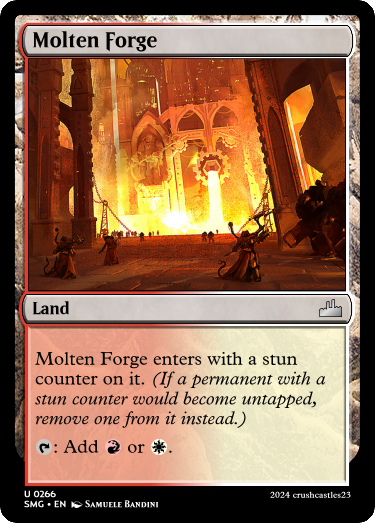 Molten Forge
Land
Molten Forge enters with a stun
counter on it. (If a permanent with a
stun counter would become untapped,
remove one from it instead.)
: Add or .
U 0266
SMG • EN Samuele Bandini
2024 crushcastles23